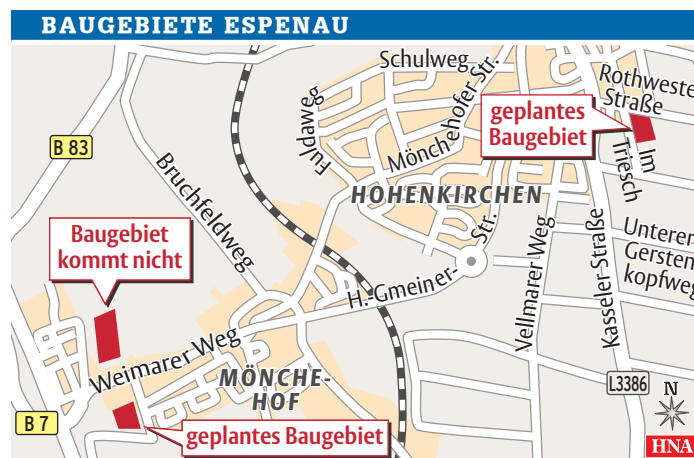 BAUGEBIETE ESPENAU
Schulweg
Mönchehofer Str.
Fuldaweg
Rothweste
Straße
geplantes
Baugebiet
Im
Triesch
B 83
Bruchfeldweg
HOHENKIRCHEN
Baugebiet
kommt nicht
H.-Gmeiner-Str.
Vellmarer Weg
Kasseler-Straße
Unterer
Gersten
kopfweg
Weimarer Weg
MÖNCHE-
HOF
L3386
N
B 7
geplantes Baugebiet
HNA